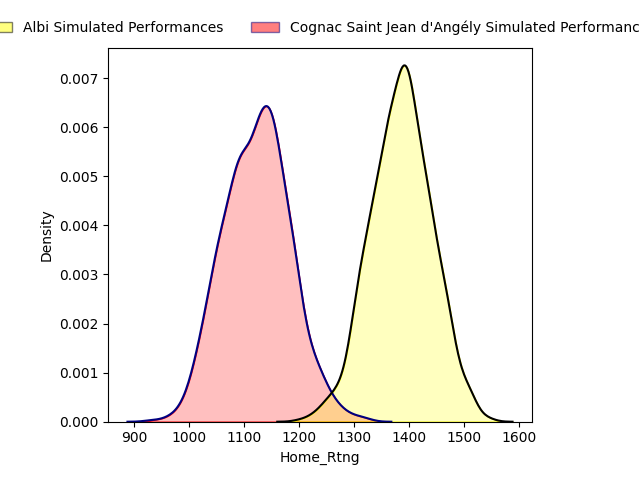 Albi Simulated Performances
Cognac Saint Jean d'Angély Simulated Performanc
0.007
0.006
0.005
0.004
0.003
0.002
0.001
0.000
Density
900 1000 1100 1200 1300 1400 1500 1600
Home_Rtng